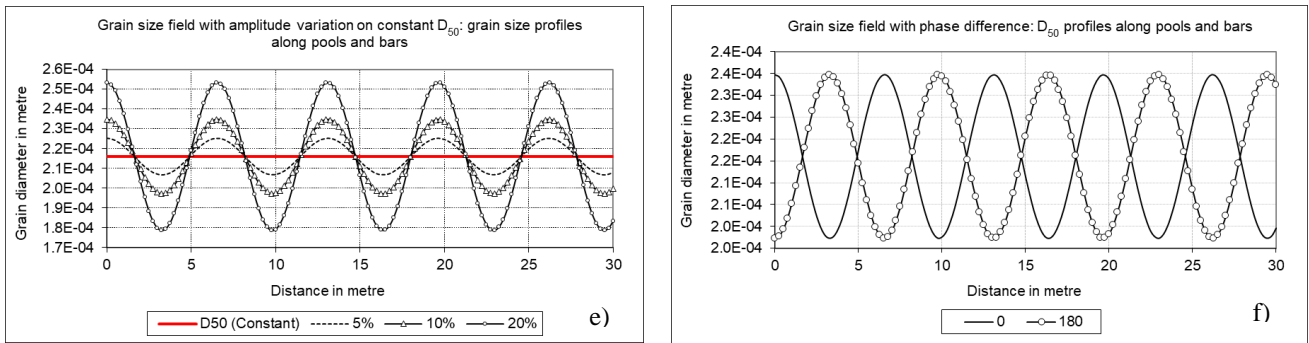 Grain size field with amplitude variation on constant D50: grain size profiles
along pools and bars
Grain diameter in metre
2.6E-04
2.5E-04
2.4E-04
2.3E-04
2.2E-04
2.1E-04
2.0E-04
1.9E-04
1.8E-04
1.7E-04
0 5 10 15 20 25 30
Distance in metre
D50 (Constant) 5% 10% 20%
e)
Grain size field with phase difference: D50 profiles along pools and bars
Grain diameter in metre
2.4E-04
2.4E-04
2.3E-04
2.3E-04
2.2E-04
2.2E-04
2.1E-04
2.1E-04
2.0E-04
2.0E-04
0 5 10 15 20 25 30
Distance in metre
0 180
f)